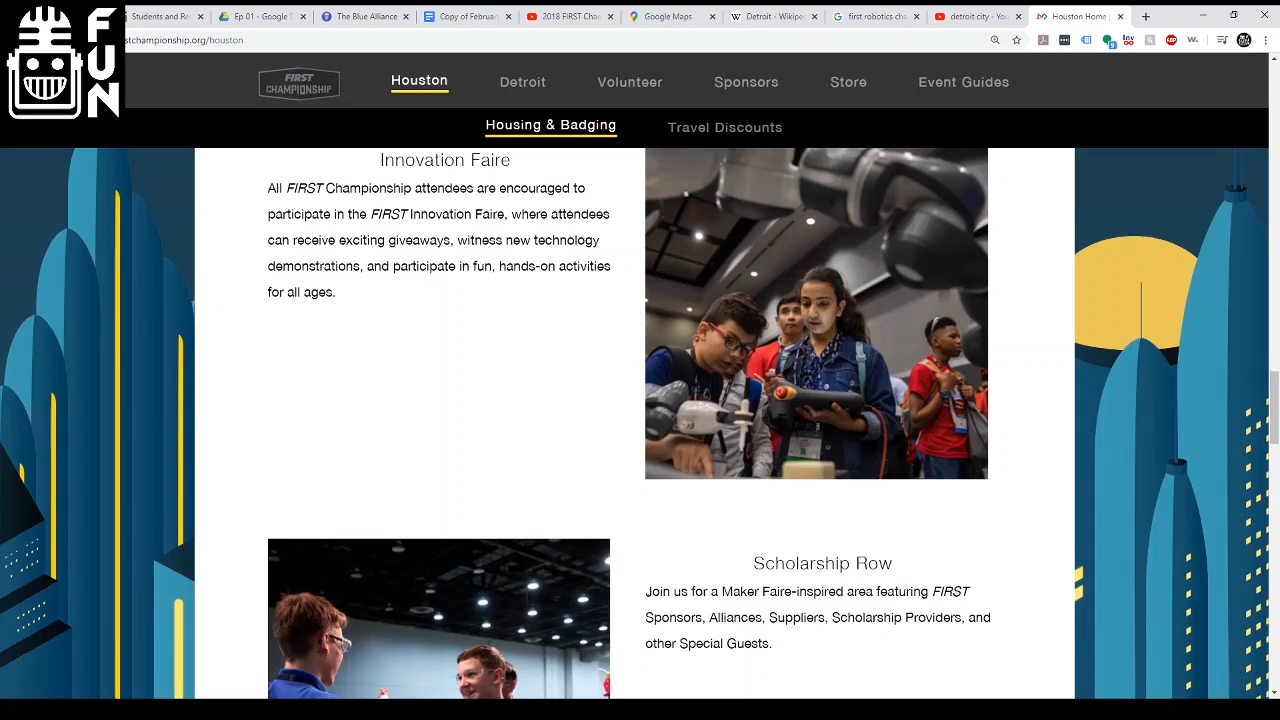 Students and Re
Ep 01 - Google D
The Blue Alliance
Copy of February
2018 FIRST Cham
Google Maps
Detroit - Wikiped
first robotics cha
detroit city - You
Houston Home |
stchampionship.org/houston
FUN
FIRST
CHAMPIONSHIP
Houston
Detroit
Volunteer
Sponsors
Store
Event Guides
Housing & Badging
Travel Discounts
Innovation Faire
All FIRST Championship attendees are encouraged to
participate in the FIRST Innovation Faire, where attendees
can receive exciting giveaways, witness new technology
demonstrations, and participate in fun, hands-on activities
for all ages.
Scholarship Row
Join us for a Maker Faire-inspired area featuring FIRST
Sponsors, Alliances, Suppliers, Scholarship Providers, and
other Special Guests.